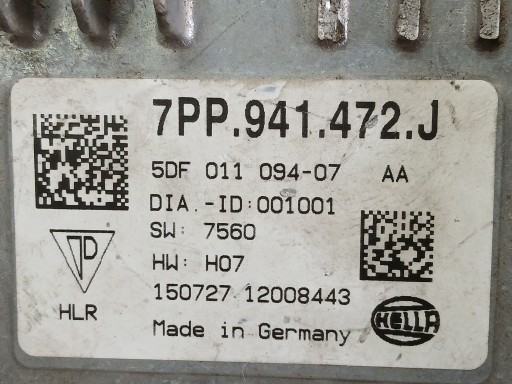 7PP.941.472.J
5DF 011 094-07 AA
DIA.-ID:001001
SW: 7560
HW: H07
150727 12008443
HLR
Made in Germany
HELLA